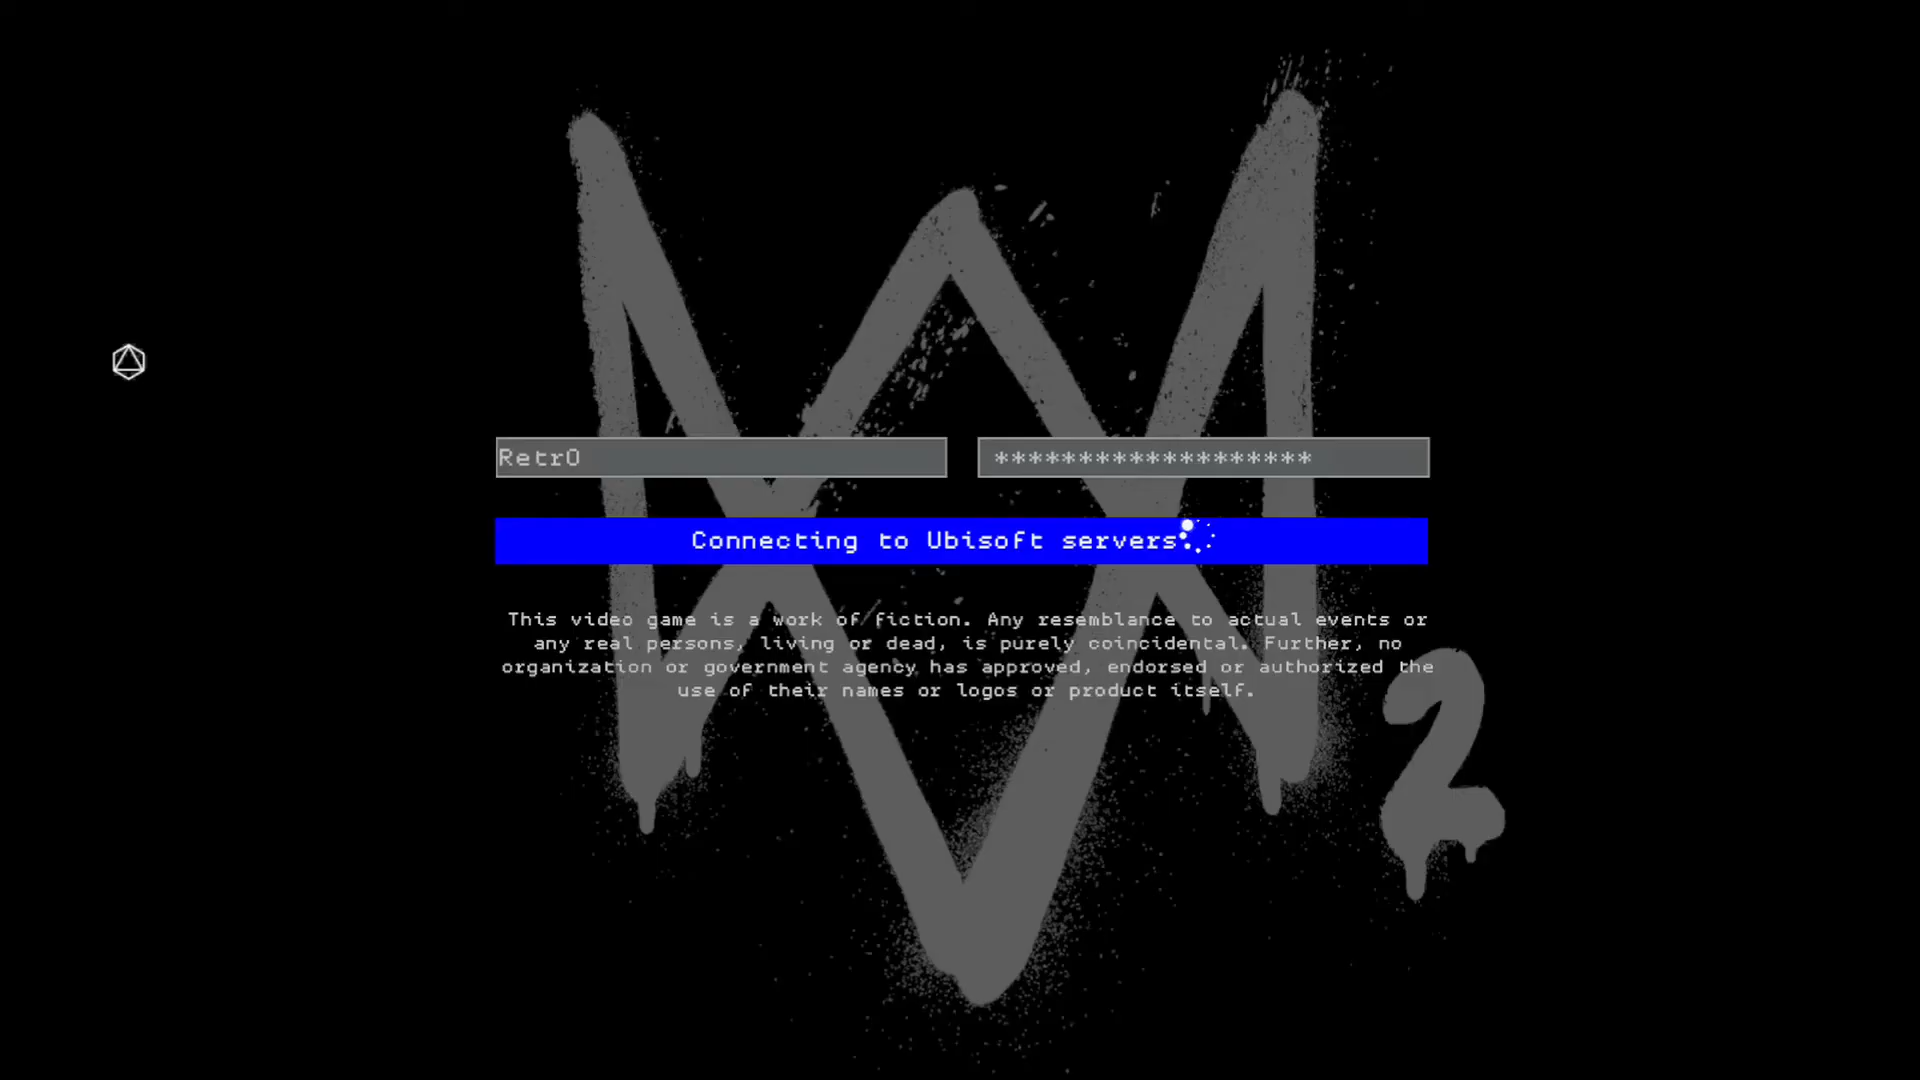 Retr0
*******************
Connecting to Ubisoft servers
This video game is a work of fiction. Any resemblance to actual events or
any real persons, living or dead, is purely coincidental. Further, no
organization or government agency has approved, endorsed or authorized the
use of their names or logos or product itself.
2